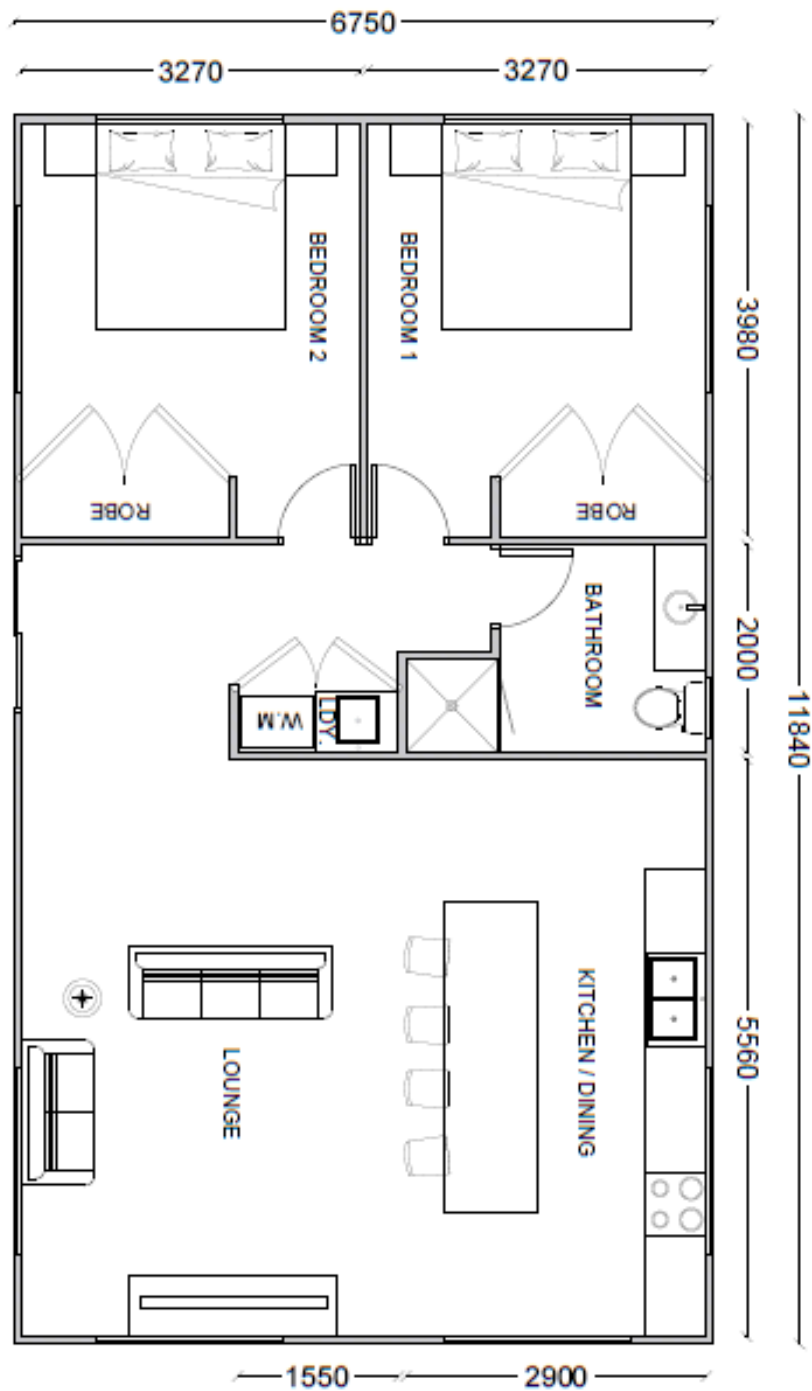 6750
3270
3270
BEDROOM 2
BEDROOM 1
3980
ROBE
ROBE
BATHROOM
2000
11840
W.M
LDY.
KITCHEN / DINING
5560
LOUNGE
1550
2900